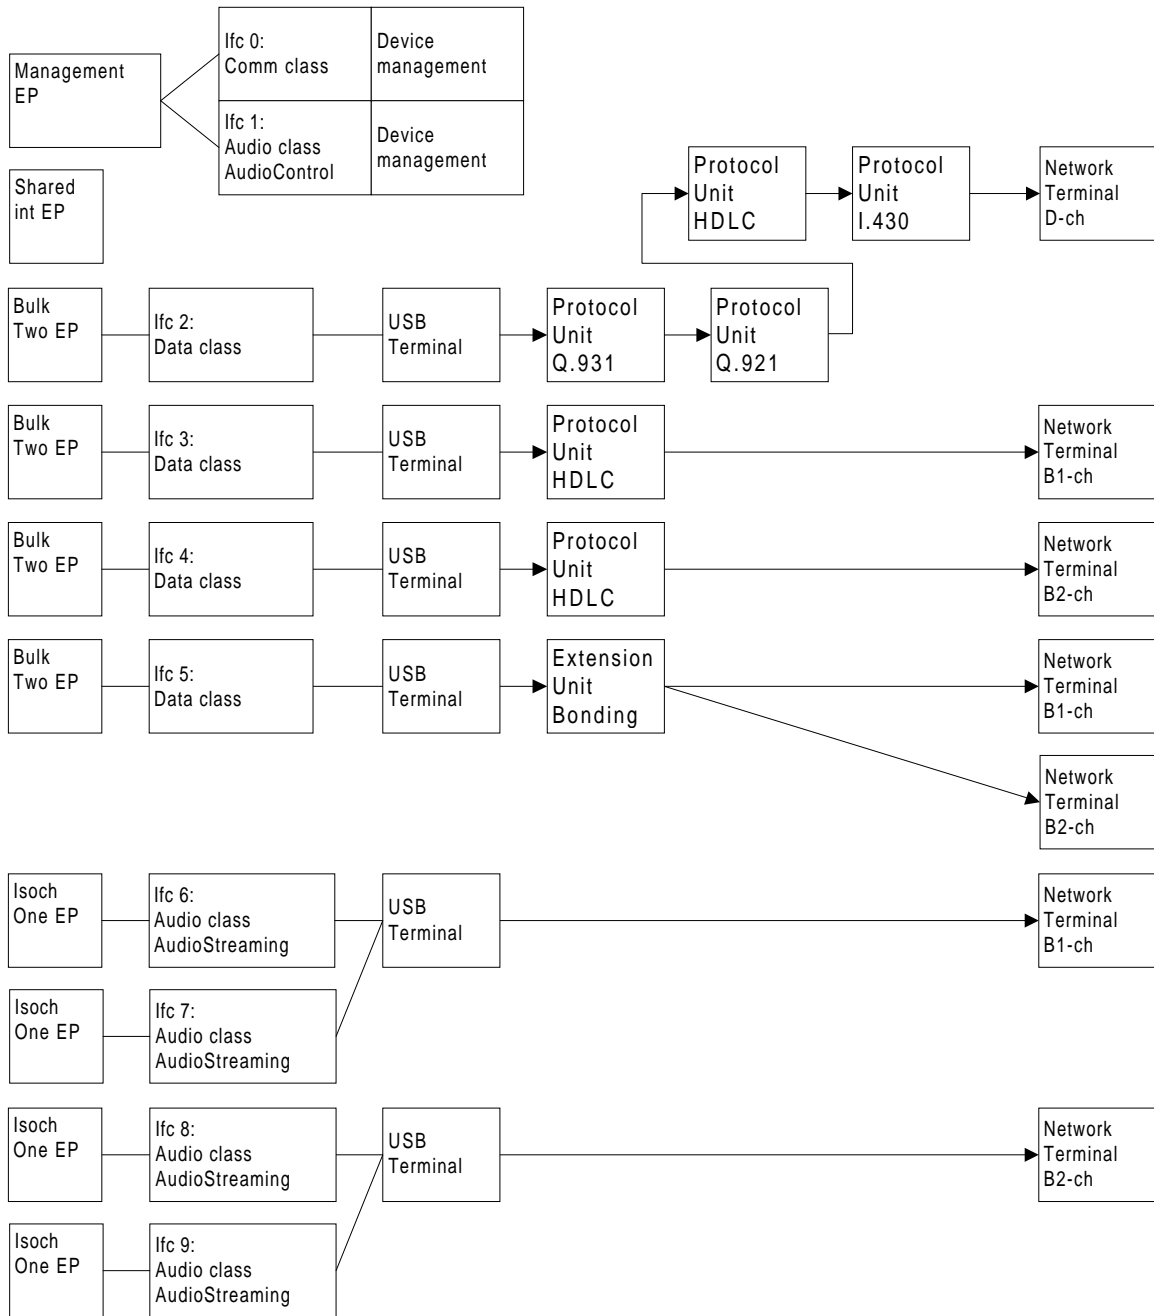 Management
EP
Ifc 0:
Comm class
Device
management
Ifc 1:
Audio class
AudioControl
Device
management
Shared
int EP
Protocol
Unit
HDLC
Protocol
Unit
I.430
Network
Terminal
D-ch
Bulk
Two EP
Ifc 2:
Data class
USB
Terminal
Protocol
Unit
Q.931
Protocol
Unit
Q.921
Bulk
Two EP
Ifc 3:
Data class
USB
Terminal
Protocol
Unit
HDLC
Network
Terminal
B1-ch
Bulk
Two EP
Ifc 4:
Data class
USB
Terminal
Protocol
Unit
HDLC
Network
Terminal
B2-ch
Bulk
Two EP
Ifc 5:
Data class
USB
Terminal
Extension
Unit
Bonding
Network
Terminal
B1-ch
Network
Terminal
B2-ch
Isoch
One EP
Ifc 6:
Audio class
AudioStreaming
USB
Terminal
Network
Terminal
B1-ch
Isoch
One EP
Ifc 7:
Audio class
AudioStreaming
Isoch
One EP
Ifc 8:
Audio class
AudioStreaming
USB
Terminal
Network
Terminal
B2-ch
Isoch
One EP
Ifc 9:
Audio class
AudioStreaming